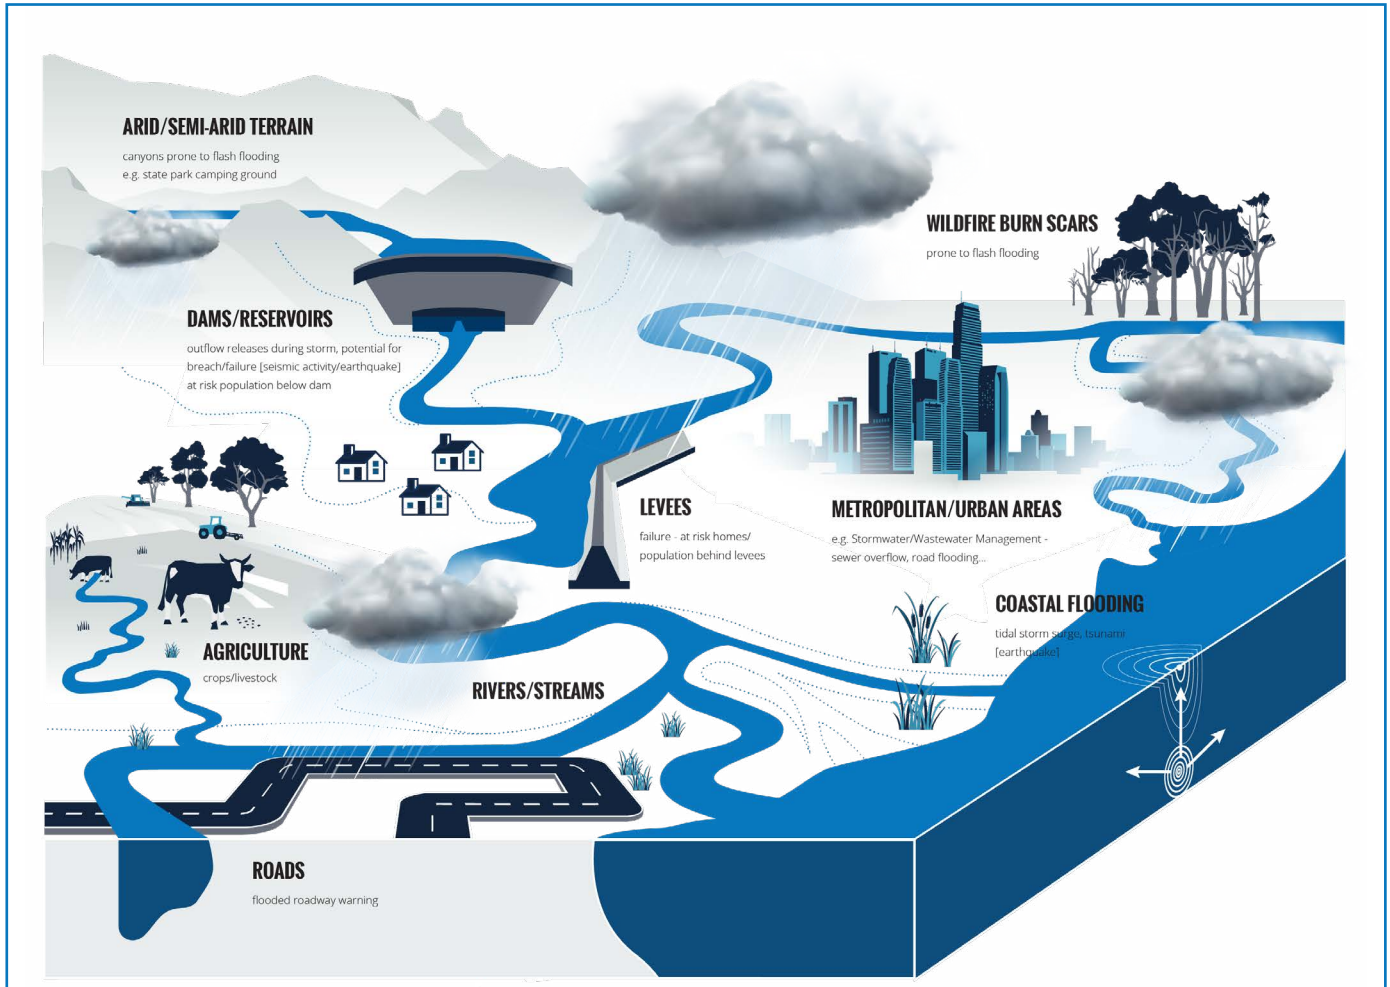 ARID/SEMI-ARID TERRAIN
canyons prone to flash flooding
e.g. state park camping ground
WILDFIRE BURN SCARS
prone to flash flooding
DAMS/RESERVOIRS
outflow releases during storm, potential for
breach/failure [seismic activity/earthquake]
at risk population below dam
LEVEES
failure - at risk homes/
population behind levees
METROPOLITAN/URBAN AREAS
e.g. Stormwater/Wastewater Management -
sewer overflow, road flooding...
COASTAL FLOODING
tidal storm surge, tsunami
[earthquake]
AGRICULTURE
crops/livestock
RIVERS/STREAMS
ROADS
flooded roadway warning